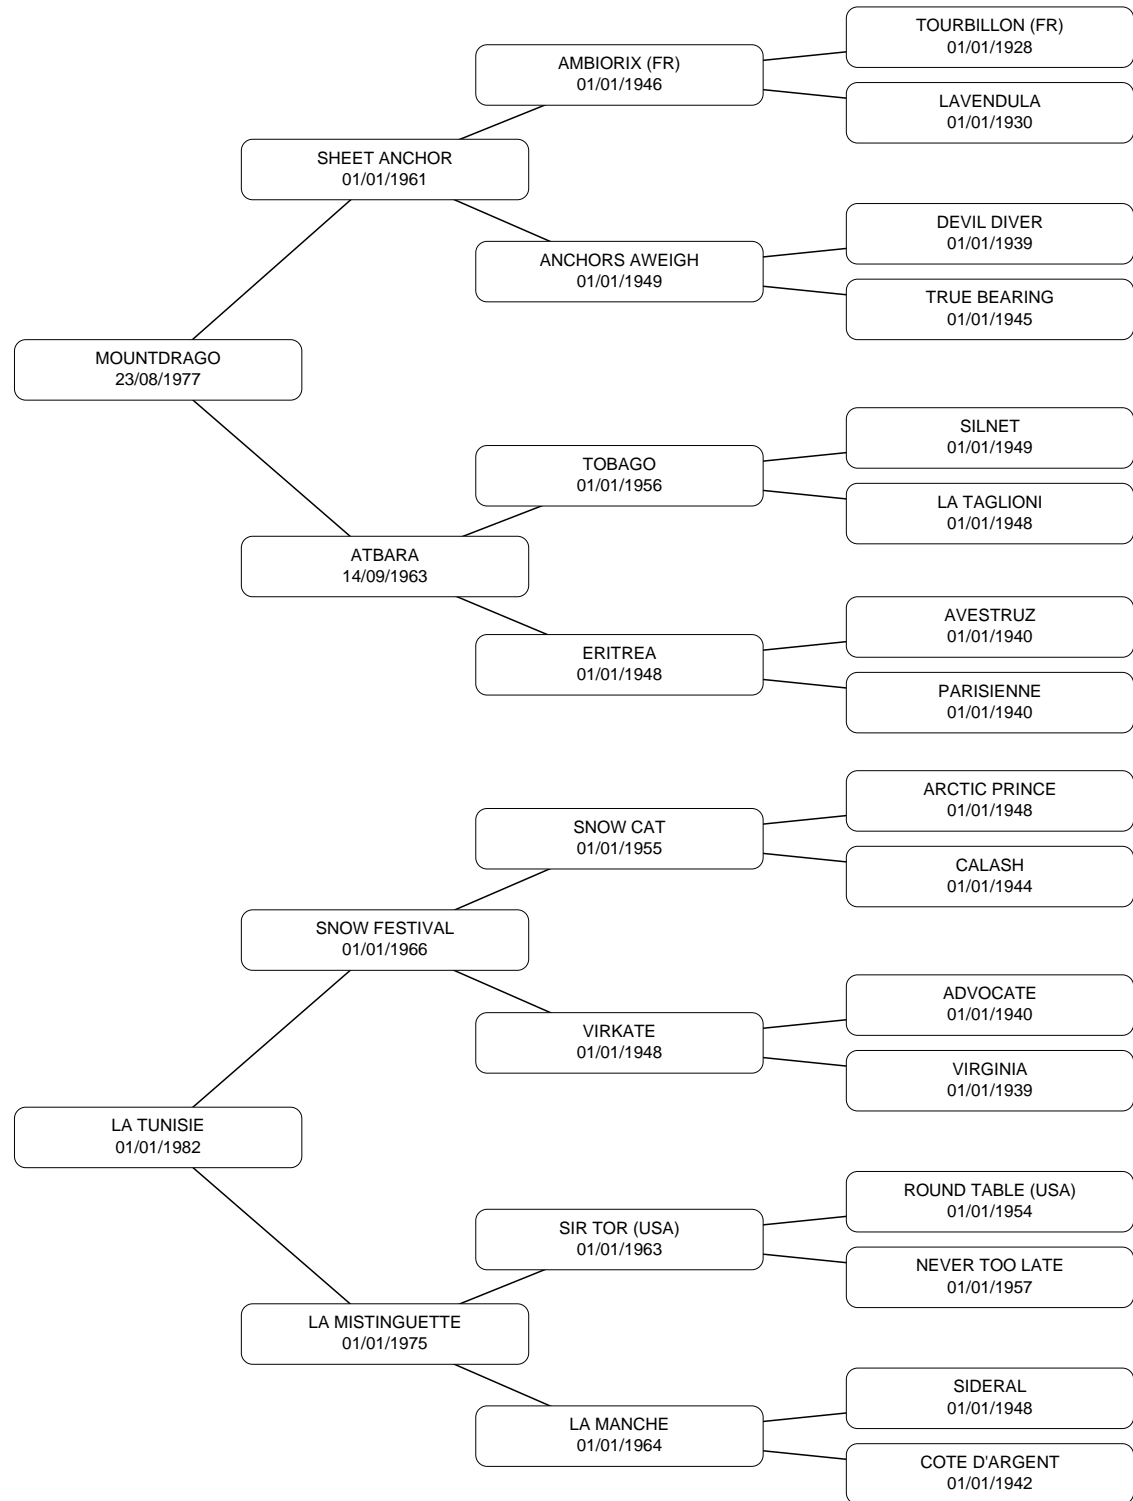 TOURBILLON (FR)
01/01/1928
AMBIORIX (FR)
01/01/1946
LAVENDULA
01/01/1930
SHEET ANCHOR
01/01/1961
DEVIL DIVER
01/01/1939
ANCHORS AWEIGH
01/01/1949
TRUE BEARING
01/01/1945
MOUNTDRAGO
23/08/1977
SILNET
01/01/1949
TOBAGO
01/01/1956
LA TAGLIONI
01/01/1948
ATBARA
14/09/1963
AVESTRUZ
01/01/1940
ERITREA
01/01/1948
PARISIENNE
01/01/1940
ARCTIC PRINCE
01/01/1948
SNOW CAT
01/01/1955
CALASH
01/01/1944
SNOW FESTIVAL
01/01/1966
ADVOCATE
01/01/1940
VIRKATE
01/01/1948
VIRGINIA
01/01/1939
LA TUNISIE
01/01/1982
ROUND TABLE (USA)
01/01/1954
SIR TOR (USA)
01/01/1963
NEVER TOO LATE
01/01/1957
LA MISTINGUETTE
01/01/1975
SIDERAL
01/01/1948
LA MANCHE
01/01/1964
COTE D'ARGENT
01/01/1942